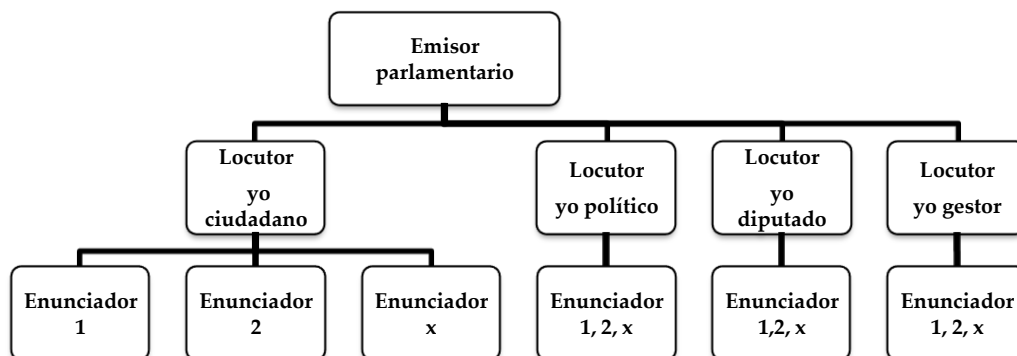 Emisor
parlamentario
Locutor
yo
ciudadano
Locutor
yo político
Locutor
yo
diputado
Locutor
yo gestor
Enunciador
1
Enunciador
2
Enunciador
x
Enunciador
1, 2, x
Enunciador
1,2, x
Enunciador
1, 2, x